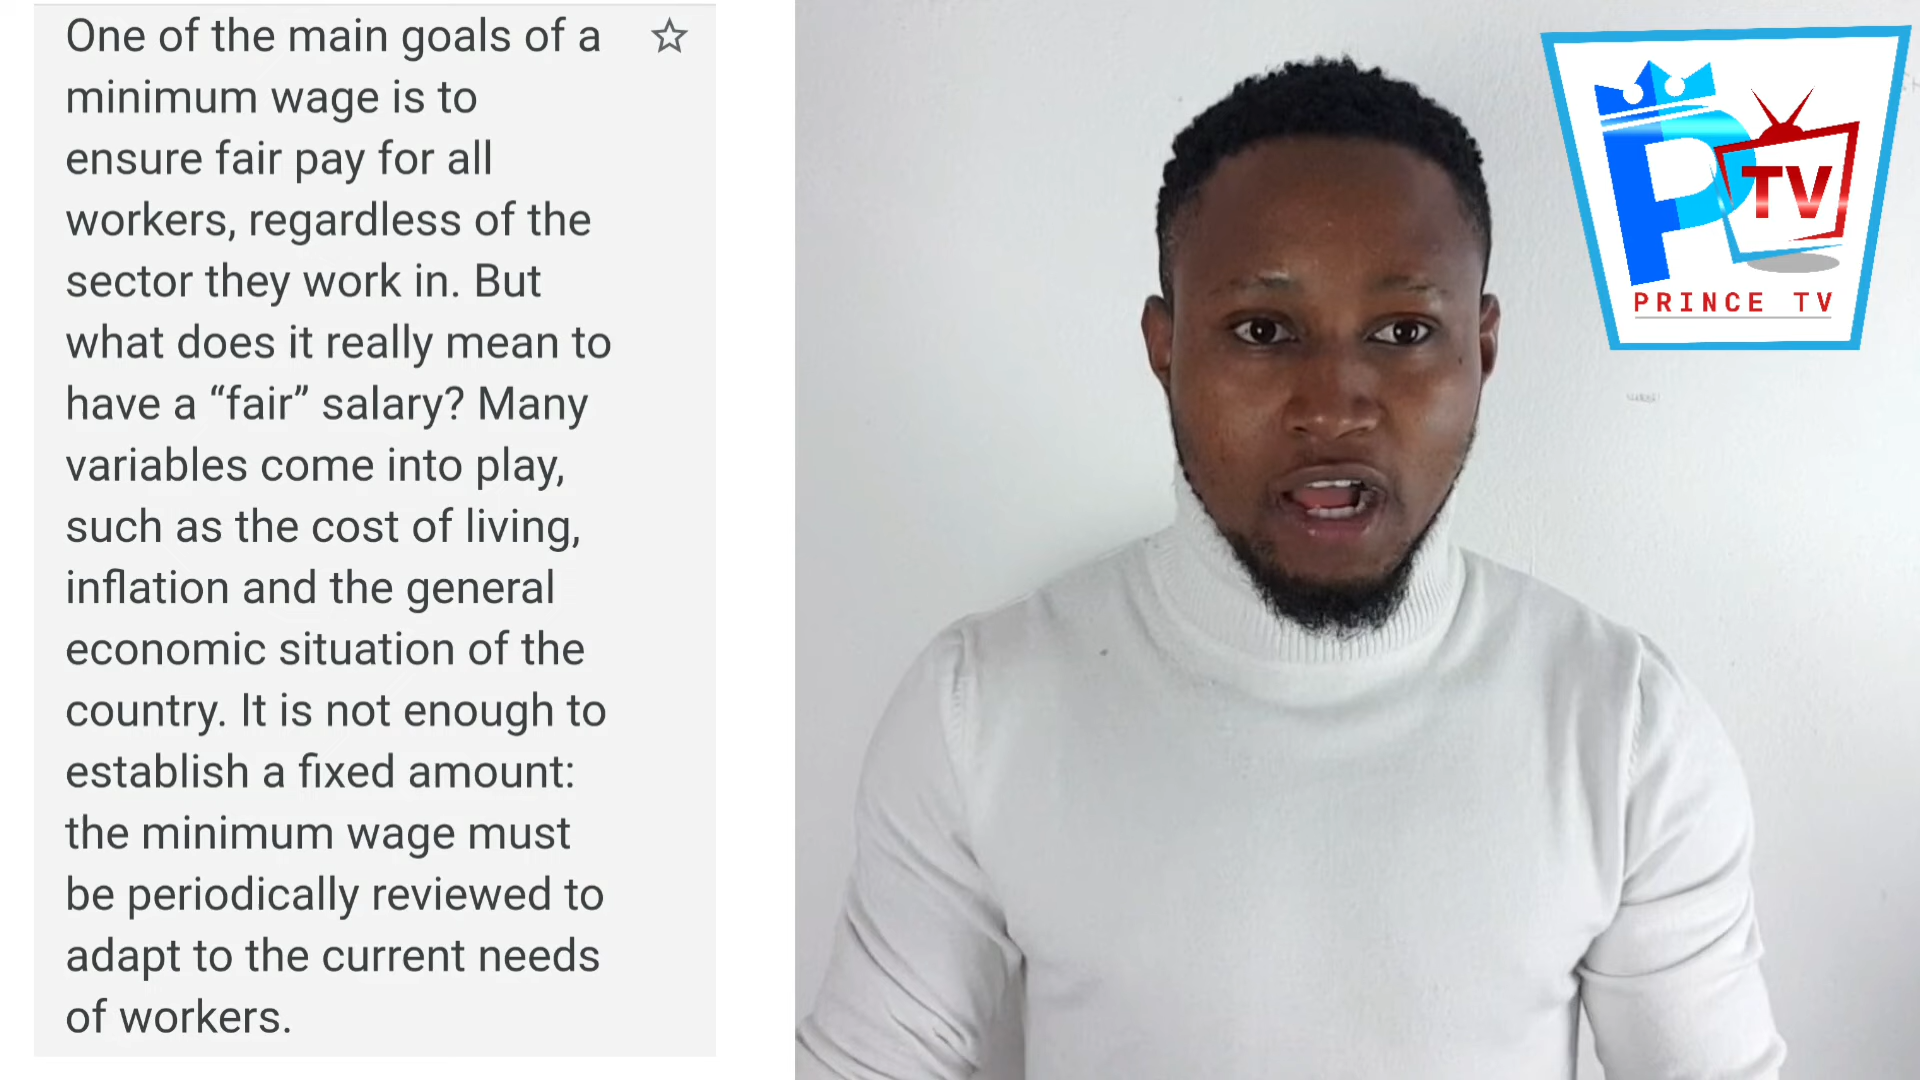 One of the main goals of a
minimum wage is to
ensure fair pay for all
workers, regardless of the
sector they work in. But
what does it really mean to
have a “fair” salary? Many
variables come into play,
such as the cost of living,
inflation and the general
economic situation of the
country. It is not enough to
establish a fixed amount:
the minimum wage must
be periodically reviewed to
adapt to the current needs
of workers.
P TV
PRINCE TV